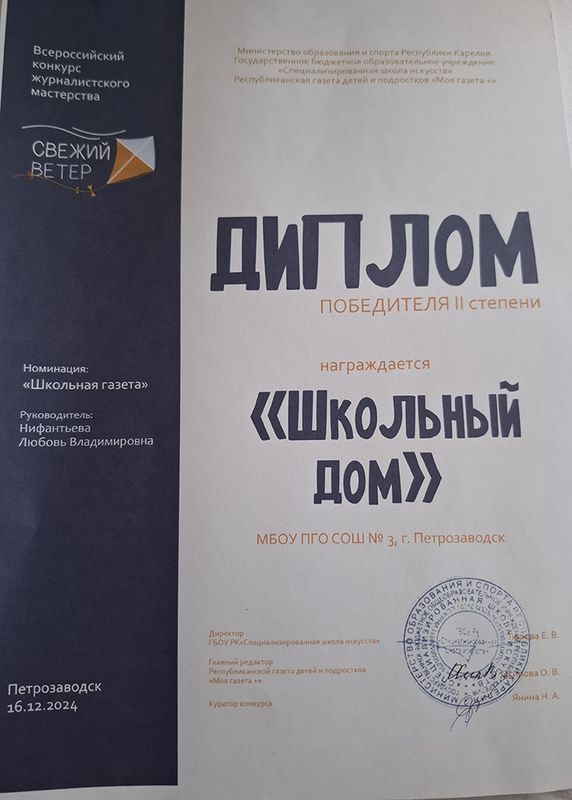 Всероссийский
конкурс
журналистского
мастерства
СВЕЖИЙ
ВЕТЕР
Министерство образования и спорта Республики Карелия
Государственное бюджетное образовательное учреждение
«Специализированная школа искусств»
Республиканская газета детей и подростков «Моя газета +»
ДИПЛОМ
ПОБЕДИТЕЛЯ II степени
награждается
«Школьный
дом»
МБОУ ПГО СОШ № 3, г. Петрозаводск
Номинация:
«Школьная газета»
Руководитель:
Нифантьева
Любовь Владимировна
Директор
ГБОУ РК«Специализированная школа искусств»
Е. В.
Главный редактор
Республиканской газета детей и подростков
«Моя газета +»
О. В.
Куратор конкурса
Янина Н. А.
Петрозаводск
16.12.2024